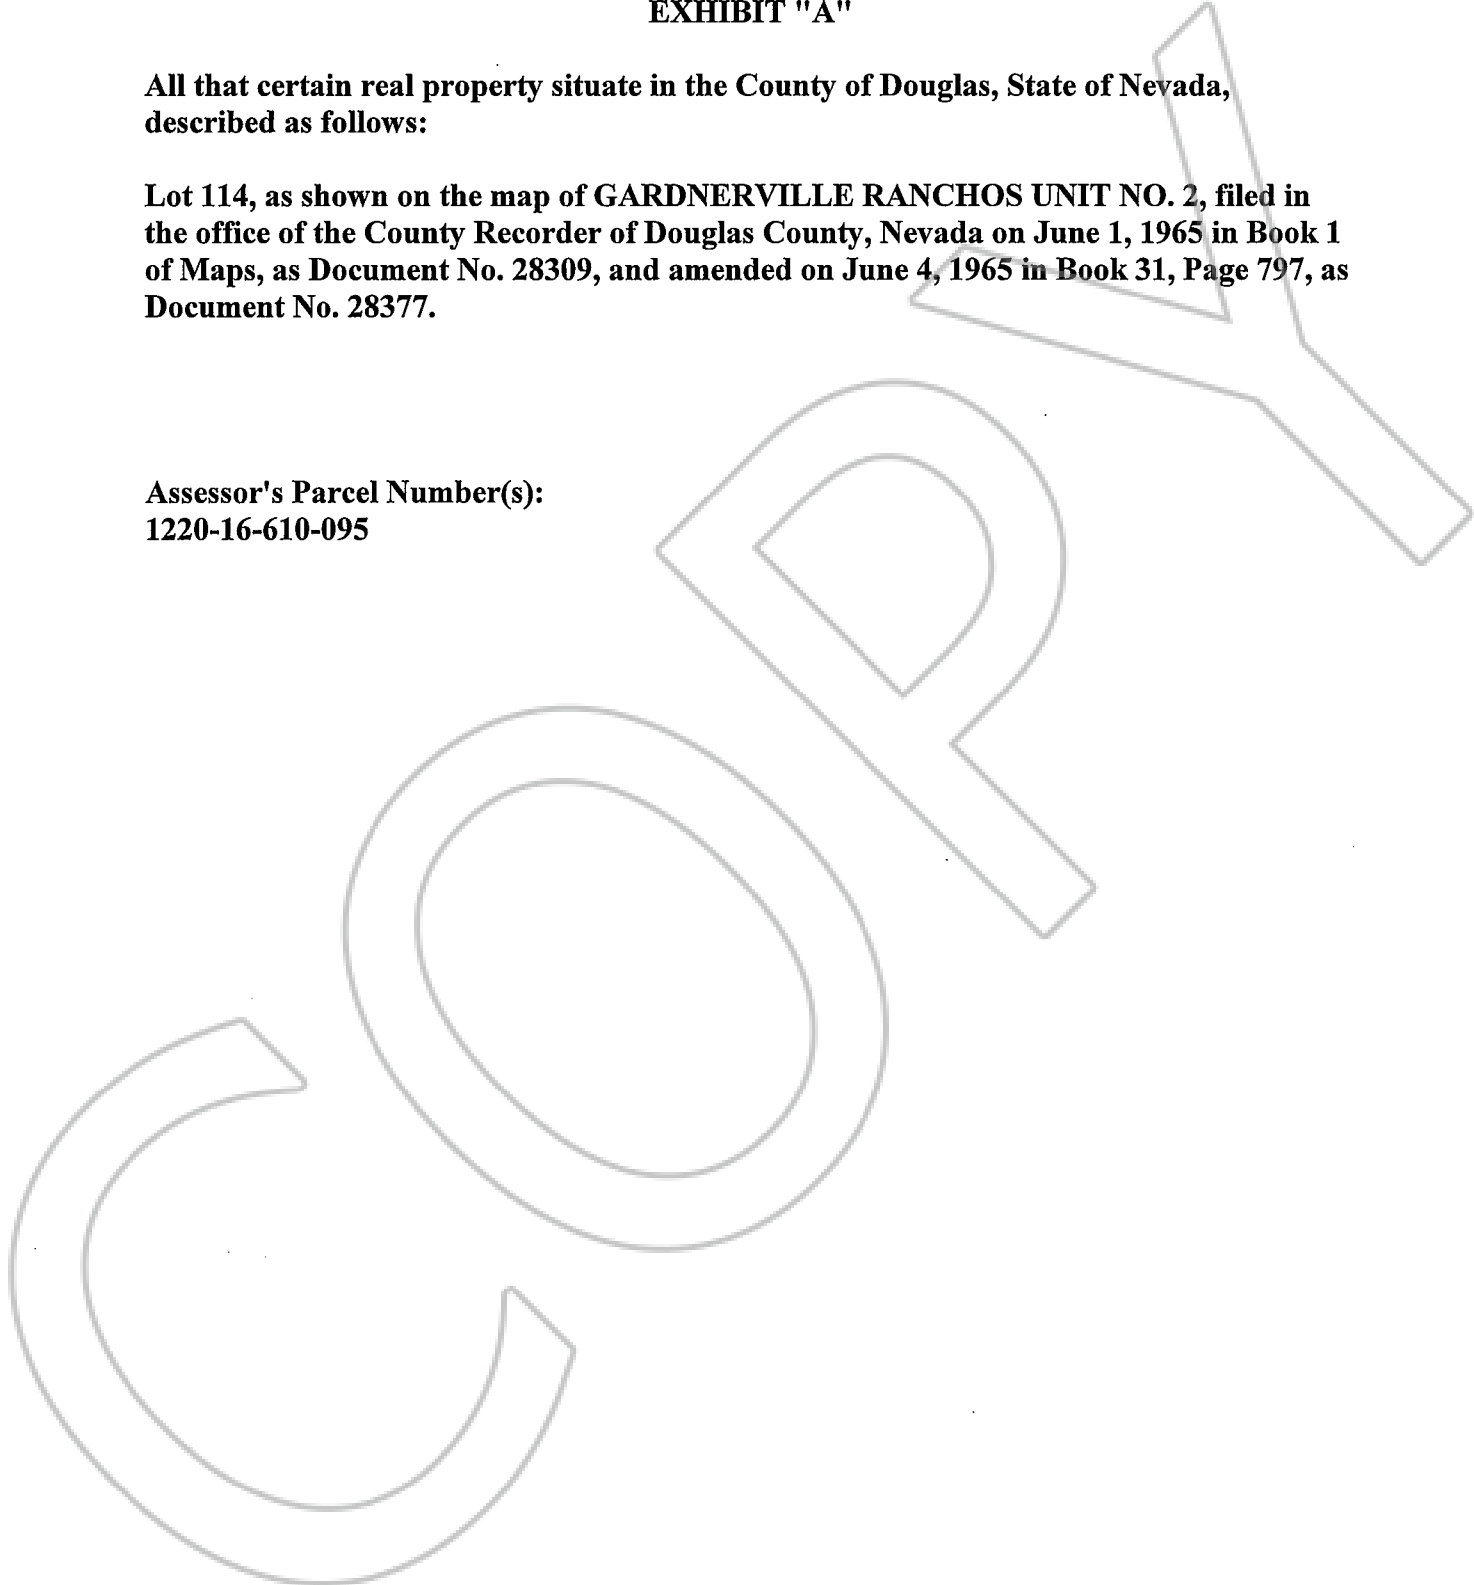 EXHIBIT "A"
All that certain real property situate in the County of Douglas, State of Nevada,
described as follows:
Lot 114, as shown on the map of GARDNERVILLE RANCHOS UNIT NO. 2, filed in
the office of the County Recorder of Douglas County, Nevada on June 1, 1965 in Book 1
of Maps, as Document No. 28309, and amended on June 4, 1965 in Book 31, Page 797, as
Document No. 28377.
Assessor's Parcel Number(s):
1220-16-610-095
COPY